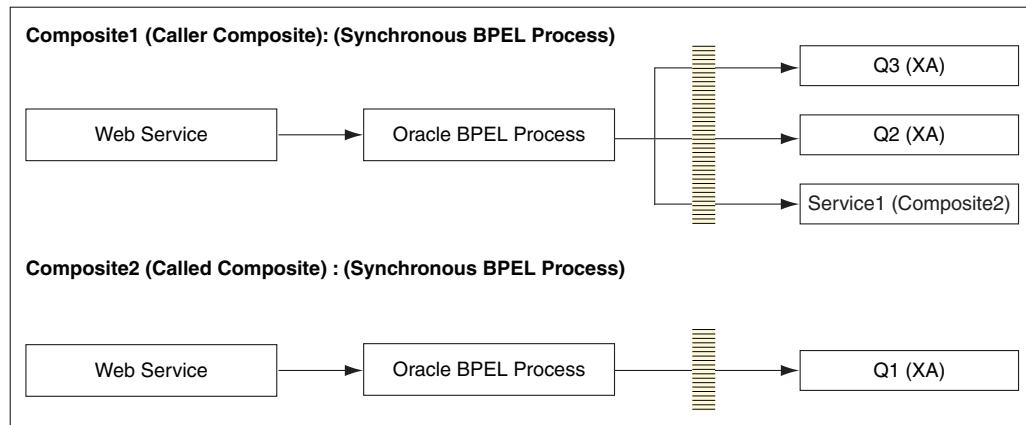 Composite1 (Caller Composite): (Synchronous BPEL Process)
Web Service
Oracle BPEL Process
Q3 (XA)
Q2 (XA)
Service1 (Composite2)
Composite2 (Called Composite) : (Synchronous BPEL Process)
Web Service
Oracle BPEL Process
Q1 (XA)